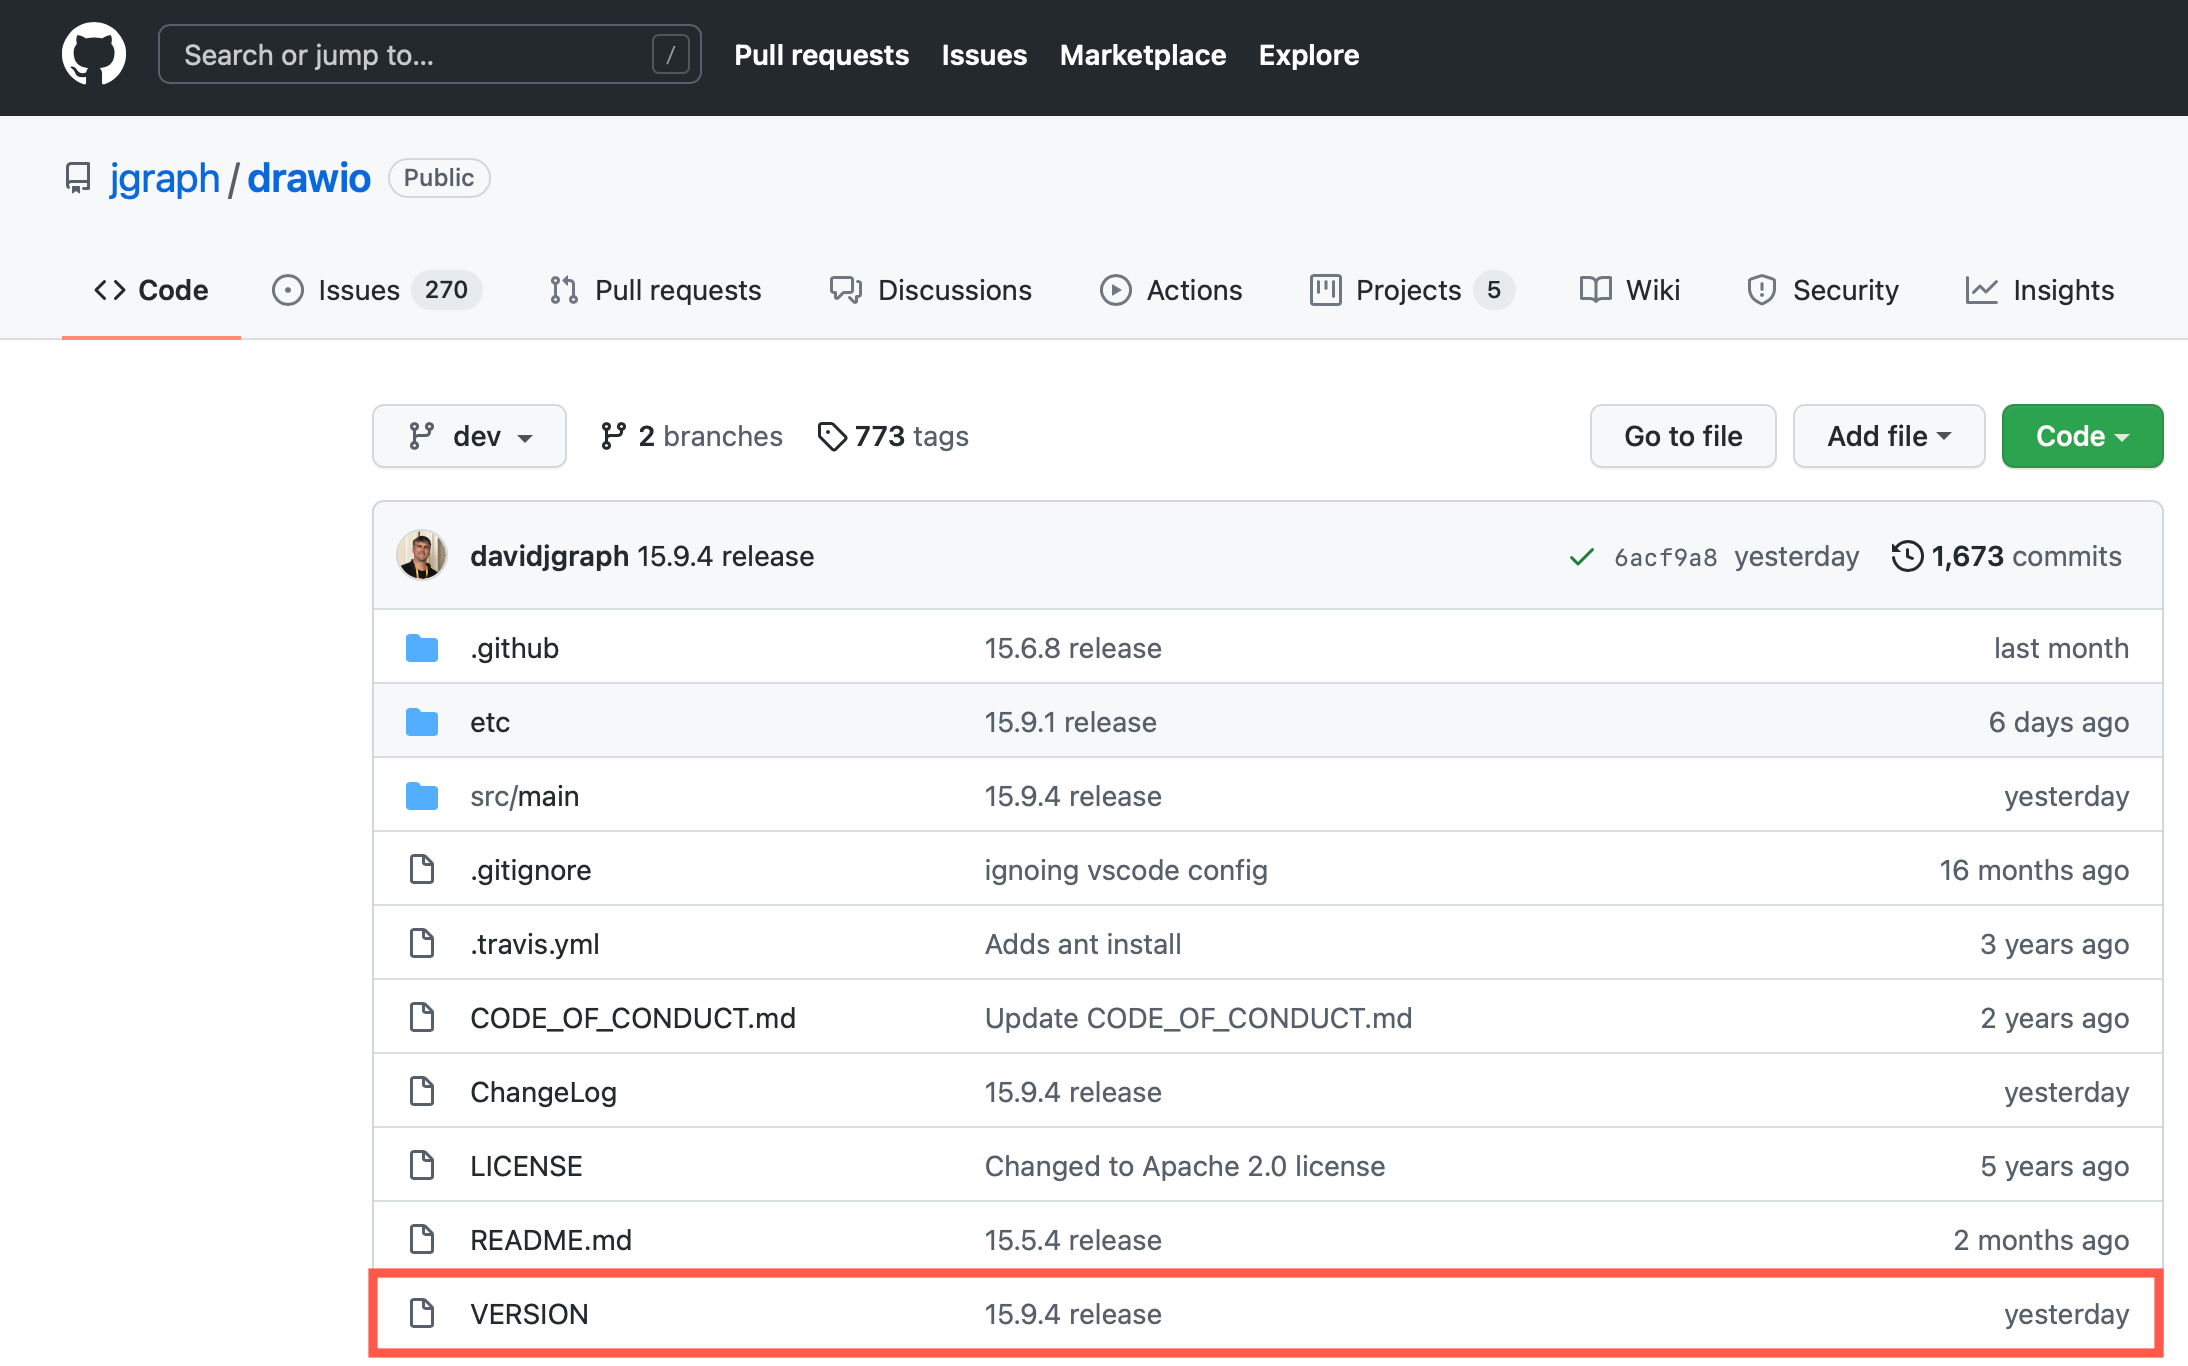 Search or jump to... / Pull requests Issues Marketplace Explore
jgraph / drawio Public
Code Issues 270 Pull requests Discussions Actions Projects 5 Wiki Security Insights
dev 2 branches 773 tags Go to file Add file Code
davidjgraph 15.9.4 release 6acf9a8 yesterday 1,673 commits
.github 15.6.8 release last month
etc 15.9.1 release 6 days ago
src/main 15.9.4 release yesterday
.gitignore ignoing vscode config 16 months ago
.travis.yml Adds ant install 3 years ago
CODE_OF_CONDUCT.md Update CODE_OF_CONDUCT.md 2 years ago
ChangeLog 15.9.4 release yesterday
LICENSE Changed to Apache 2.0 license 5 years ago
README.md 15.5.4 release 2 months ago
VERSION 15.9.4 release yesterday